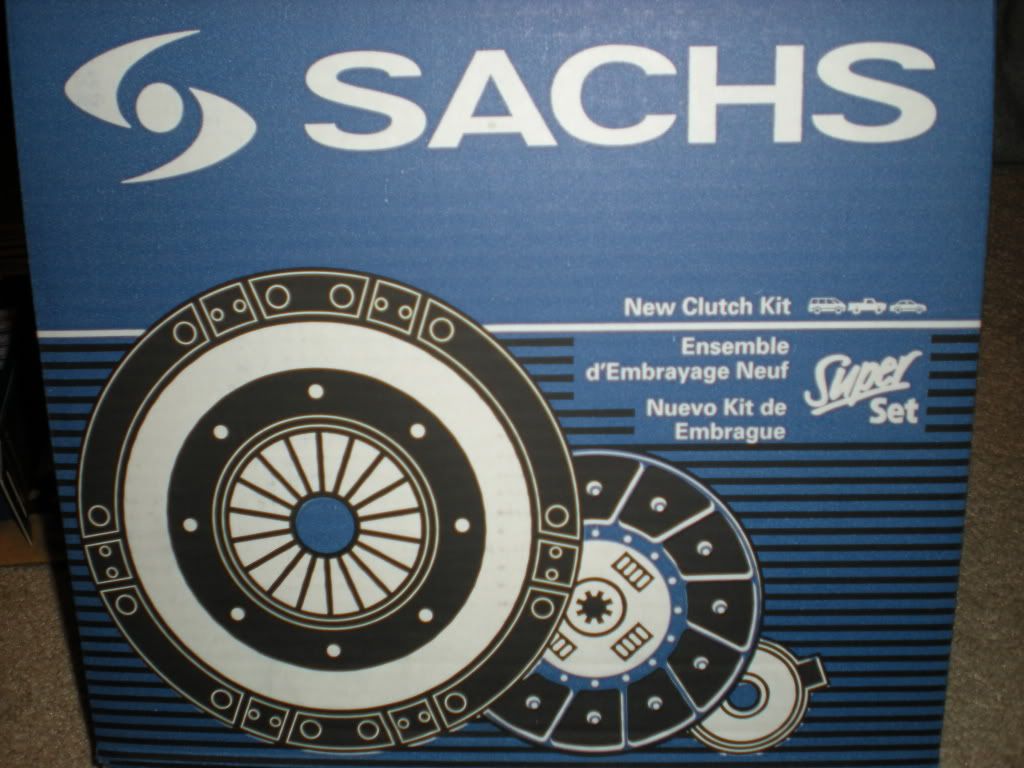 SACHS
New Clutch Kit
Ensemble
d'Embrayage Neuf
Nuevo Kit de
Embrague
Super
Set